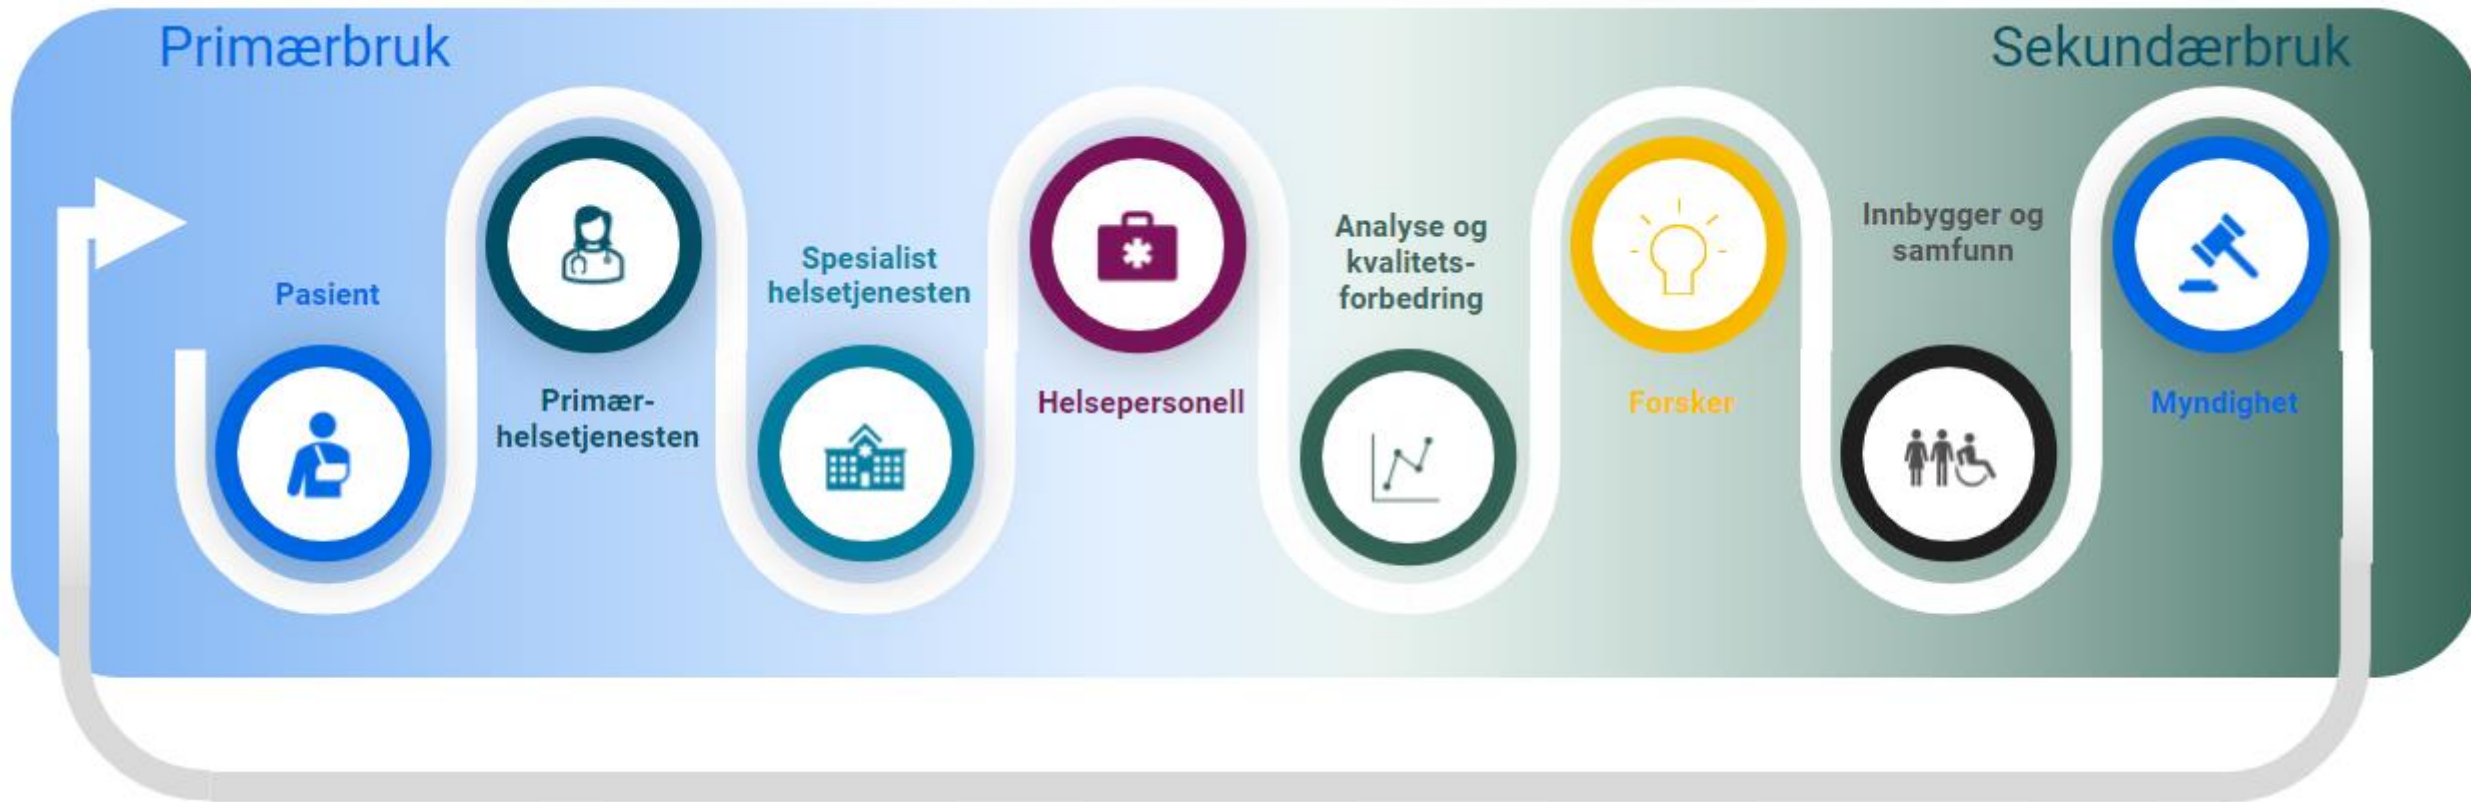 Primærbruk
Sekundærbruk
Pasient
Primær-
helsetjenesten
Spesialist
helsetjenesten
Helsepersonell
Analyse og
kvalitets-
forbedring
Forsker
Innbygger og
samfunn
Myndighet